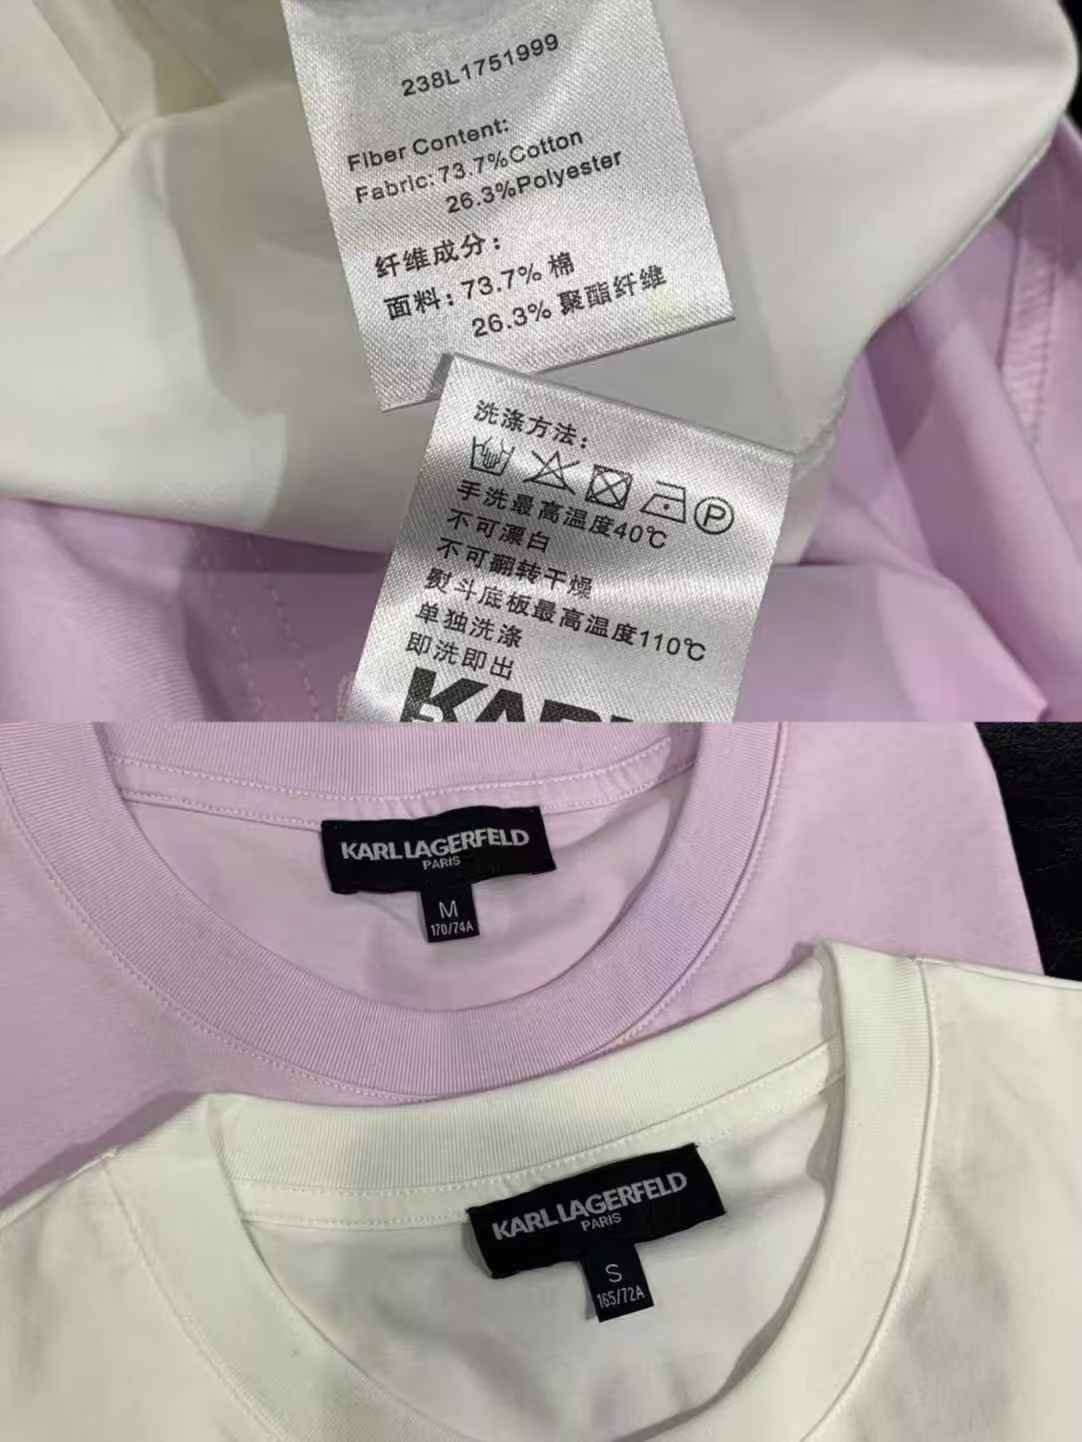 238L1751999
Fiber Content:
Fabric: 73.7%Cotton
26.3%Polyester
纤维成分：
面料：73.7% 棉
26.3% 聚酯纤维
洗涤方法：
P
手洗最高温度40℃
不可漂白
不可翻转干燥
熨斗底板最高温度110℃
单独洗涤
即洗即出
KARL
KARL LAGERFELD
PARIS
M
170/74A
KARL LAGERFELD
PARIS
S
165/72A